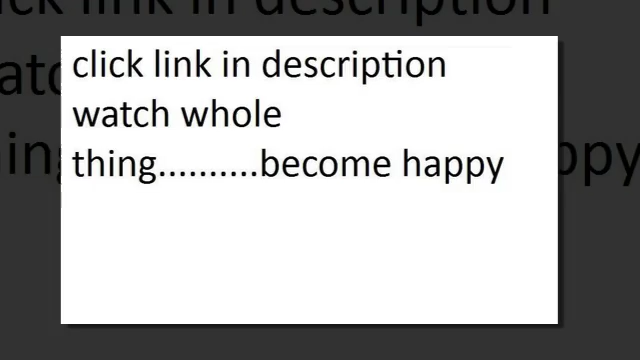 click link in description
watch whole
thing..........become happy